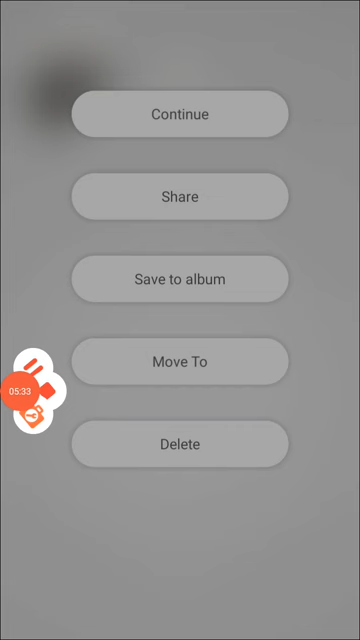 Continue
Share
Save to album
Move To
05:33
Delete